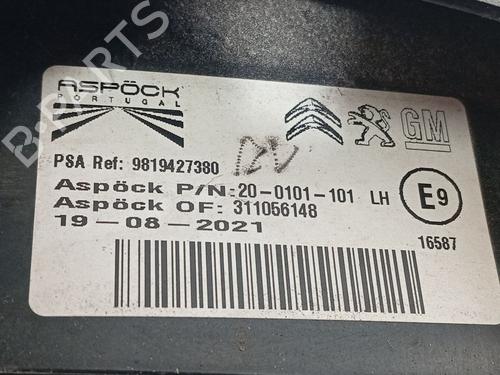 ASPÖCK
PORTUGAL
GM
PSA Ref: 9819427380
Aspöck P/N:20-0101-101 LH
E9
Aspöck OF: 311056148
19-08-2021
16587
B-PARTS